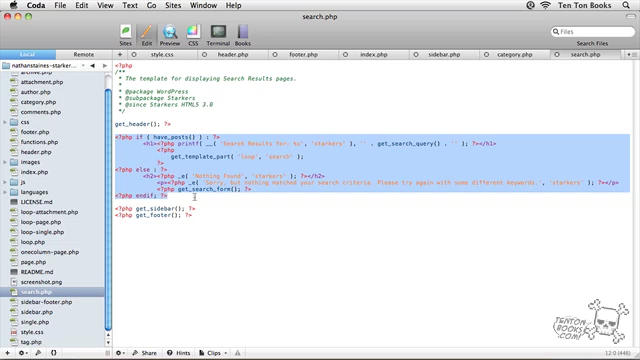 search.php
Coda File Edit View Text Navigator Sites Window Help
Ten Ton Books
Sites Edit Preview CSS Terminal Books
Files
Search Files
Local Remote style.css header.php footer.php index.php sidebar.php category.php search.php
nathanstaines-starker...
archive.php
attachment.php
author.php
category.php
comments.php
css
footer.php
functions.php
header.php
images
index.php
js
languages
LICENSE.md
loop-attachment.php
loop-page.php
loop-single.php
loop.php
onecolumn-page.php
page.php
README.md
screenshot.png
search.php
sidebar-footer.php
sidebar.php
single.php
style.css
tag.php
<?php
/**
* The template for displaying Search Results pages.
*
* @package WordPress
* @subpackage Starkers
* @since Starkers HTML5 3.0
*/
get_header(); ?>
<?php if ( have_posts() ) : ?>
<h1><?php printf( __( 'Search Results for: %s', 'starkers' ), '' . get_search_query() . '' ); ?></h1>
<?php
get_template_part( 'loop', 'search' );
?>
<?php else : ?>
<h2><?php _e( 'Nothing Found', 'starkers' ); ?></h2>
<p><?php _e( 'Sorry, but nothing matched your search criteria. Please try again with some different keywords.', 'starkers' ); ?></p>
<?php get_search_form(); ?>
<?php endif; ?>
<?php get_sidebar(); ?>
<?php get_footer(); ?>
TENTON
BOOKS
.COM!
Share Hints Clips
12:0 (446)